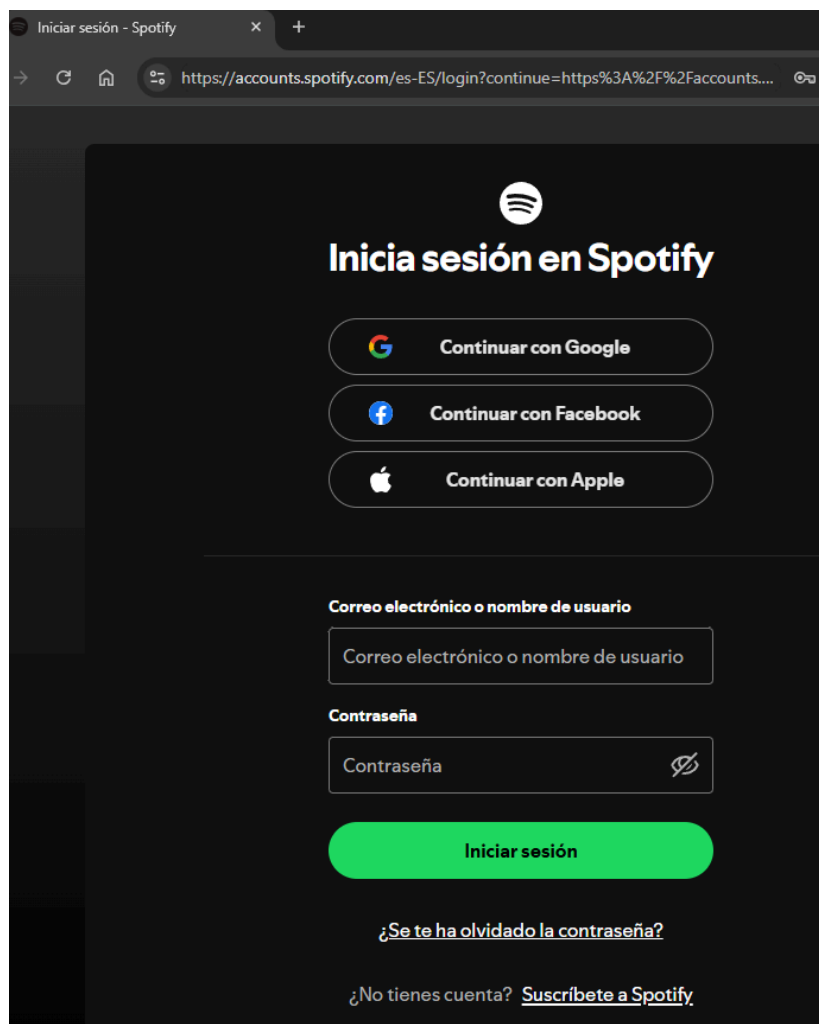 Iniciar sesión - Spotify
https://accounts.spotify.com/es-ES/login?continue=https%3A%2F%2Faccounts....
Inicia sesión en Spotify
Continuar con Google
Continuar con Facebook
Continuar con Apple
Correo electrónico o nombre de usuario
Correo electrónico o nombre de usuario
Contraseña
Contraseña
Iniciar sesión
¿Se te ha olvidado la contraseña?
¿No tienes cuenta? Suscríbete a Spotify